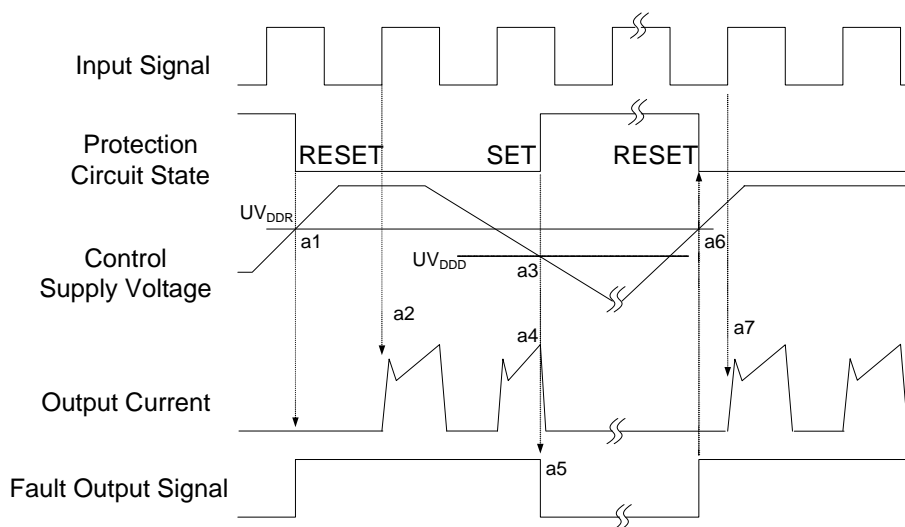 Input Signal
Protection
Circuit State
RESET
SET
RESET
UVDDR
a1
a6
Control
Supply Voltage
UVDDD
a3
a2
a4
a7
Output Current
a5
Fault Output Signal